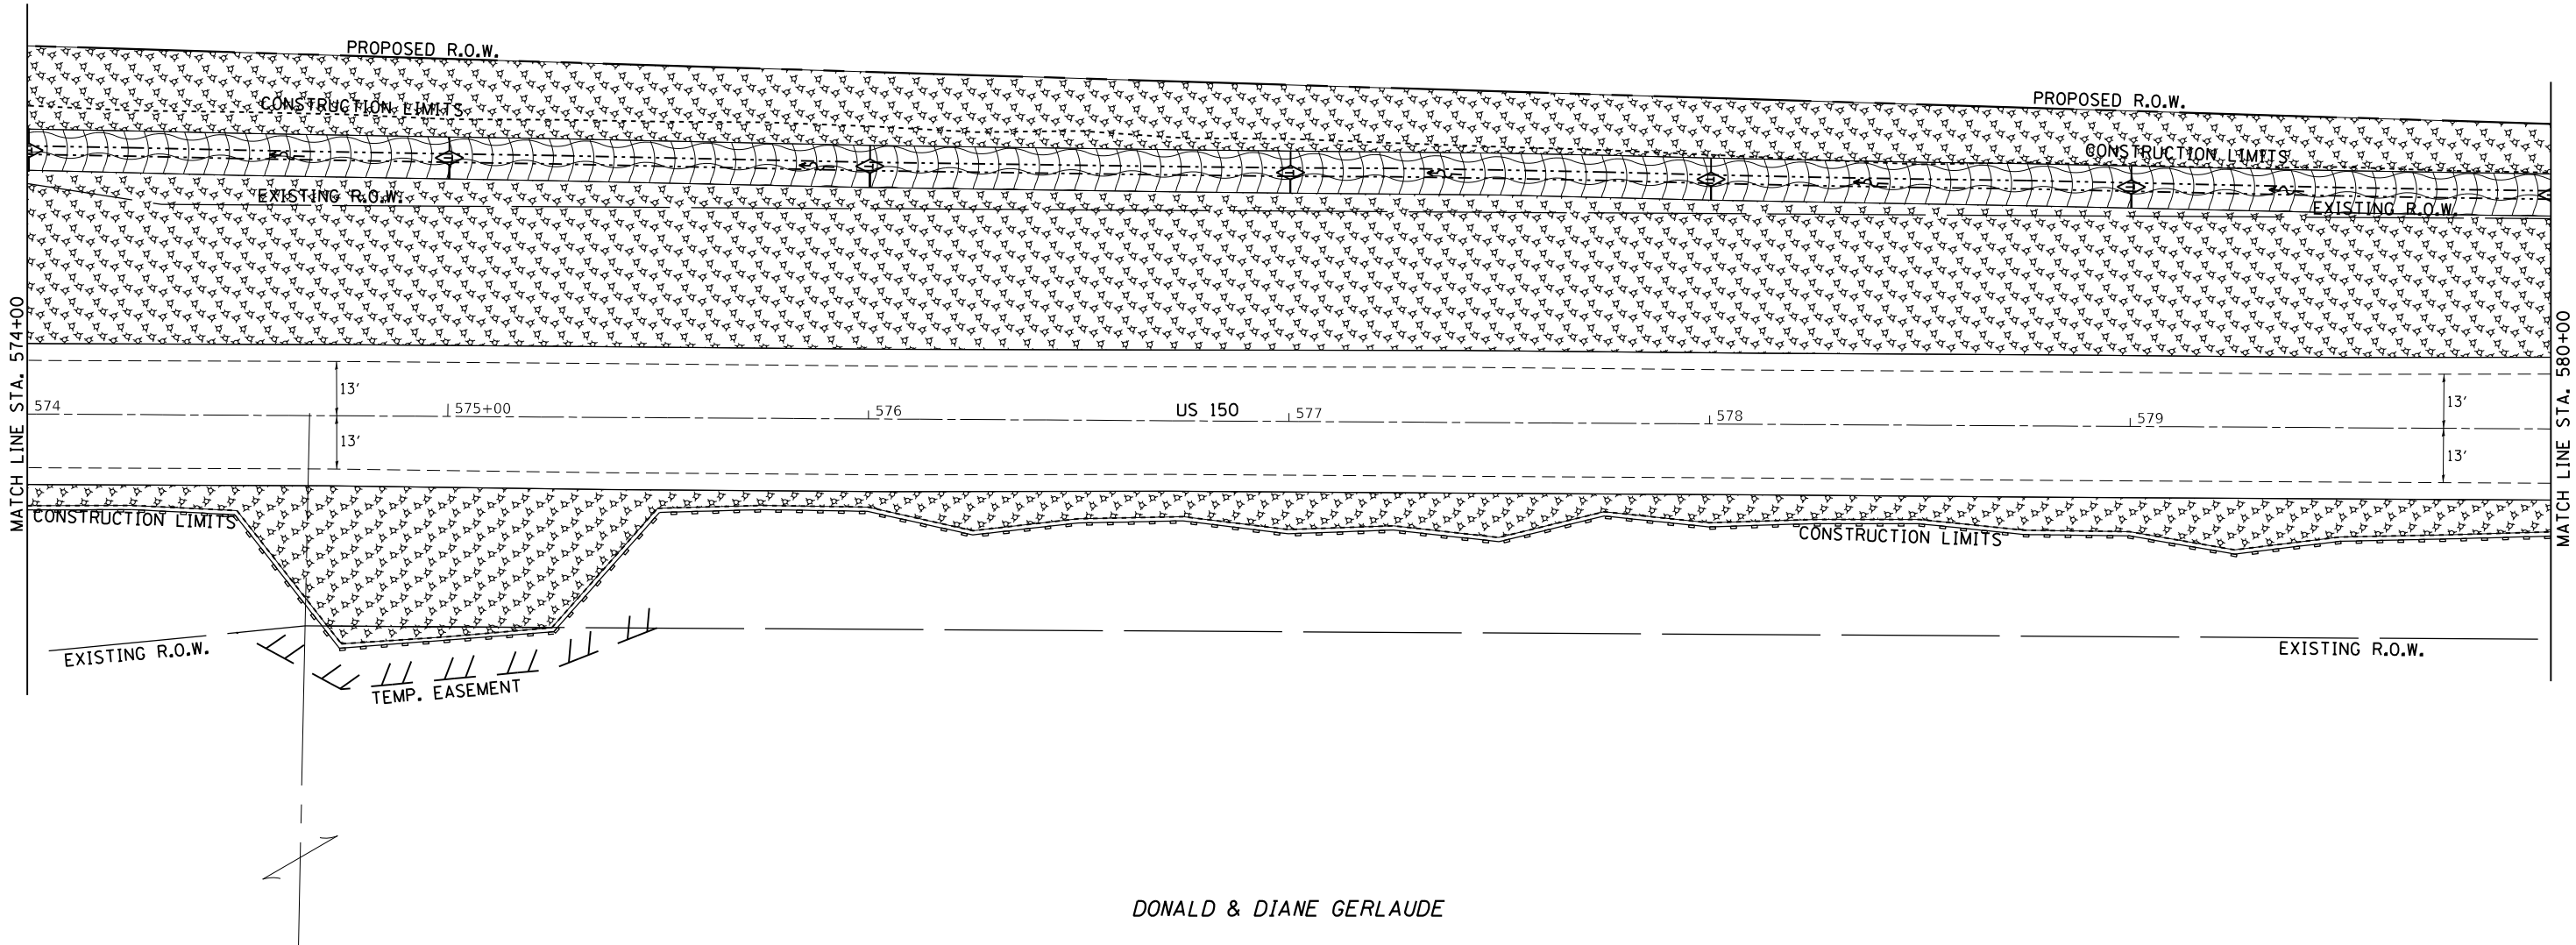 PROPOSED R.O.W.
PROPOSED R.O.W.
CONSTRUCTION LIMITS
CONSTRUCTION LIMITS
EXISTING R.O.W.
EXISTING R.O.W.
MATCH LINE STA. 574+00
MATCH LINE STA. 580+00
13'
13'
574
575+00
576
US 150
577
578
579
13'
13'
CONSTRUCTION LIMITS
CONSTRUCTION LIMITS
EXISTING R.O.W.
EXISTING R.O.W.
TEMP. EASEMENT
DONALD & DIANE GERLAUDE